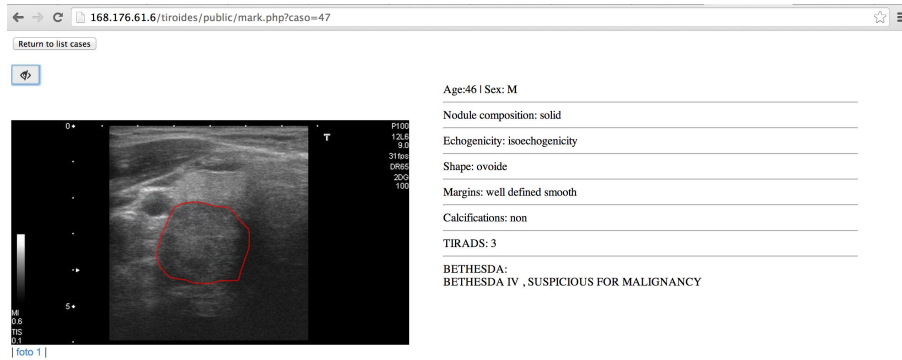 168.176.61.6/tiroides/public/mark.php?caso=47
Return to list cases
Age:46 | Sex: M
Nodule composition: solid
Echogenicity: isoechogenicity
Shape: ovoide
Margins: well defined smooth
Calcifications: non
TIRADS: 3
BETHESDA:
BETHESDA IV , SUSPICIOUS FOR MALIGNANCY
0
T
P100
12L6
9.0
31fps
DR65
2DG
100
5
MI
0.6
TIS
0.1
| foto 1 |